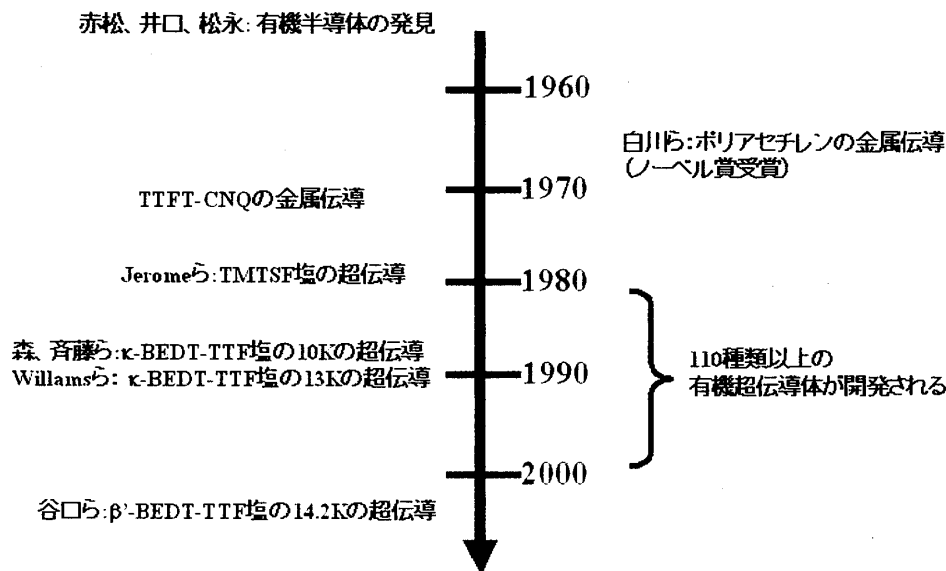 赤松、井口、松永: 有機半導体の発見
1960
白川ら:ポリアセチレンの金属伝導
(ノーベル賞受賞)
1970
TTFT-CNQの金属伝導
Jeromeら:TMTSF塩の超伝導
1980
森、斉藤ら:κ-BEDT-TTF塩の10Kの超伝導
Willamsら: κ-BEDT-TTF塩の13Kの超伝導
1990
110種類以上の
有機超伝導体が開発される
2000
谷口ら:β'-BEDT-TTF塩の14.2Kの超伝導